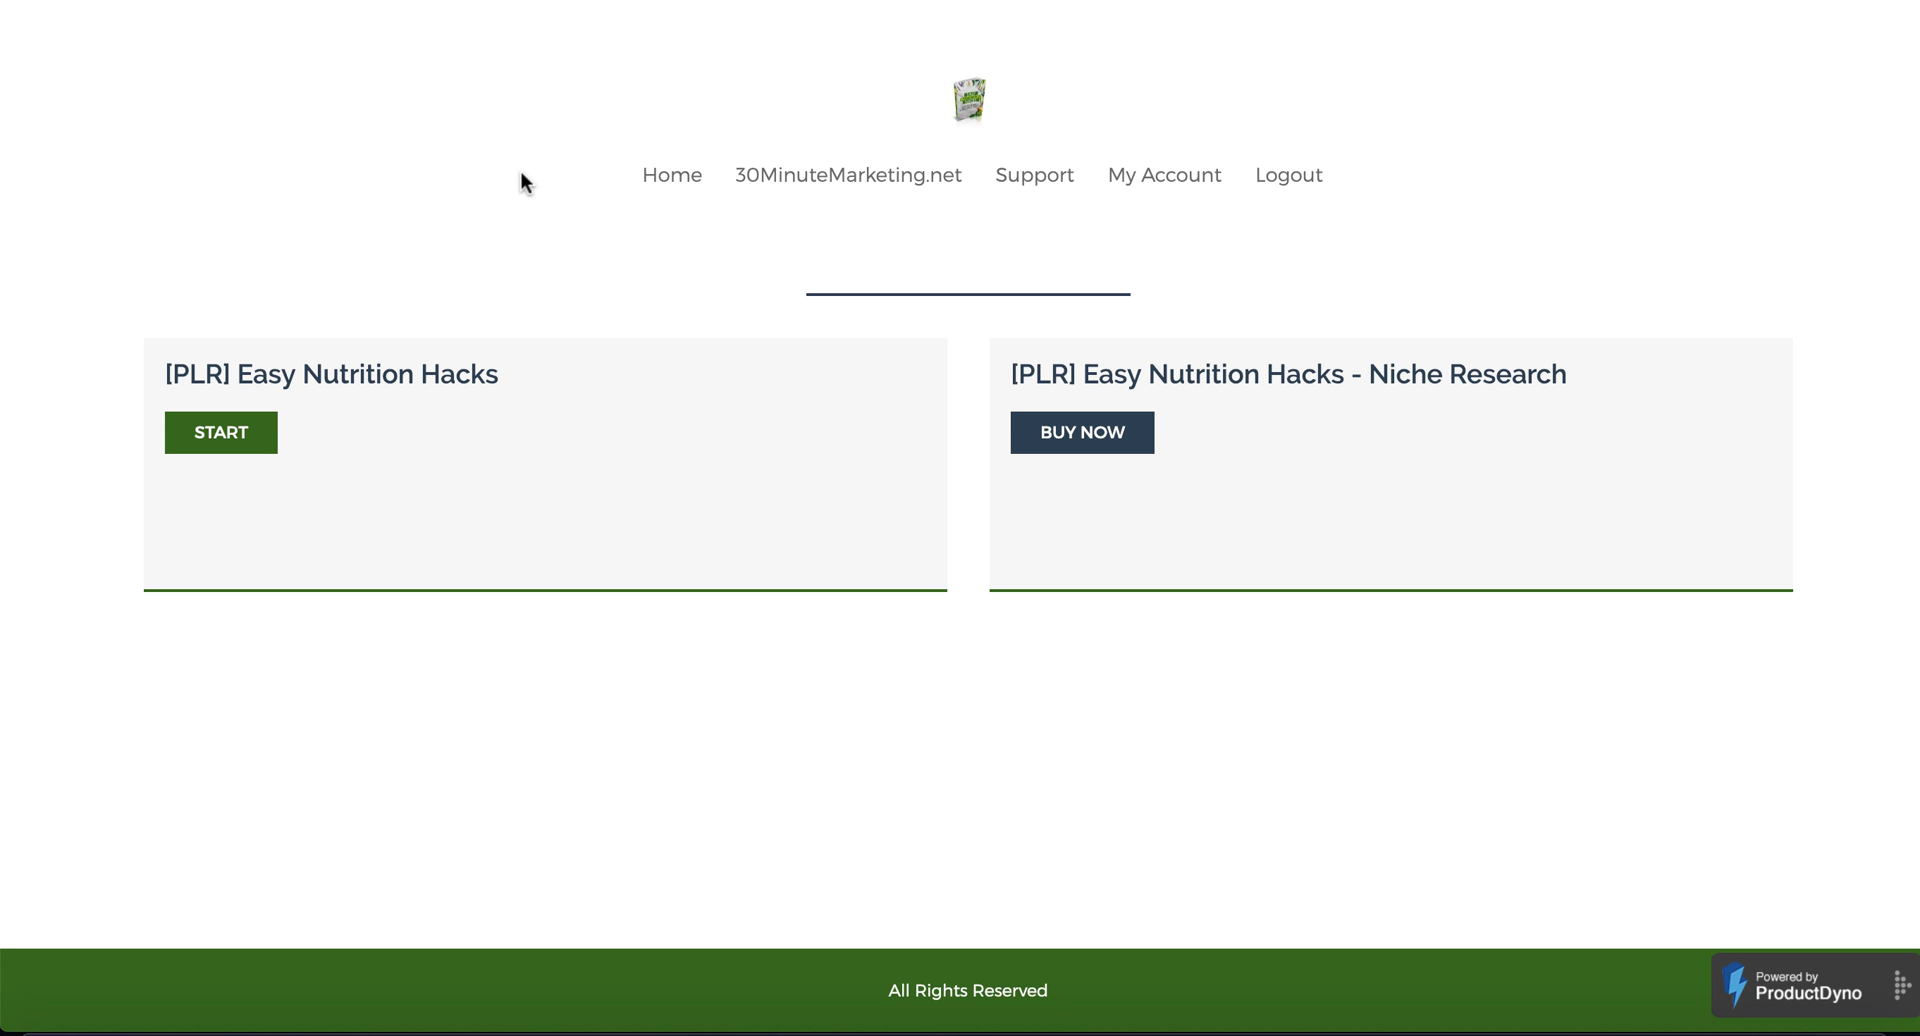 Home 30MinuteMarketing.net Support My Account Logout
[PLR] Easy Nutrition Hacks
START
[PLR] Easy Nutrition Hacks - Niche Research
BUY NOW
All Rights Reserved
Powered by
ProductDyno